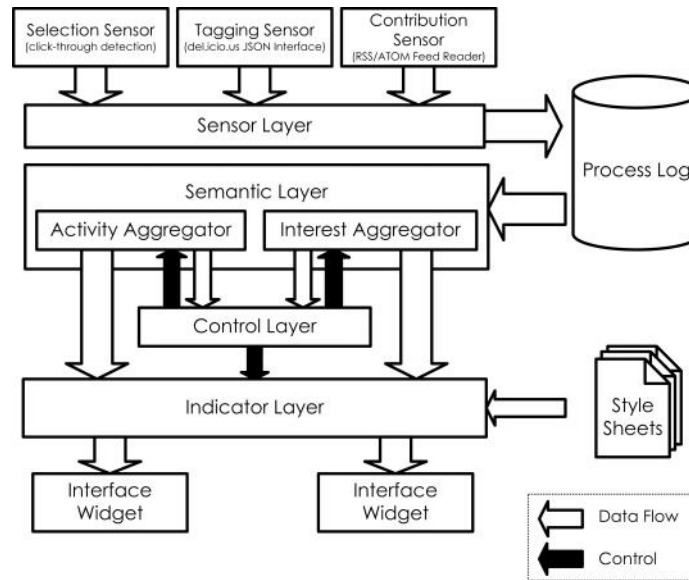 Selection Sensor
(click-through detection)
Tagging Sensor
(del.icio.us JSON Interface)
Contribution
Sensor
(RSS/ATOM Feed Reader)
Sensor Layer
Process Log
Semantic Layer
Activity Aggregator
Interest Aggregator
Control Layer
Indicator Layer
Style
Sheets
Interface
Widget
Interface
Widget
Data Flow
Control